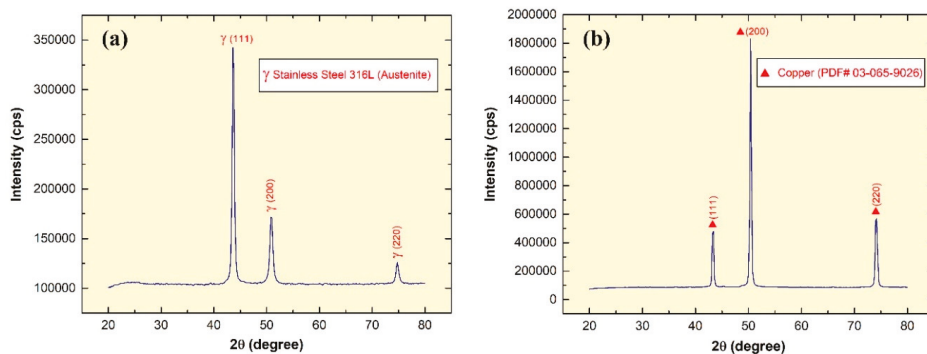 (a)
γ (111)
γ Stainless Steel 316L (Austenite)
γ (200)
γ (220)
Intensity (cps)
350000
300000
250000
200000
150000
100000
20 30 40 50 60 70 80
2θ (degree)
(b)
▲ (200)
▲ Copper (PDF# 03-065-9026)
▲ (111)
▲ (220)
Intensity (cps)
2000000
1800000
1600000
1400000
1200000
1000000
800000
600000
400000
200000
0
20 30 40 50 60 70 80
2θ (degree)